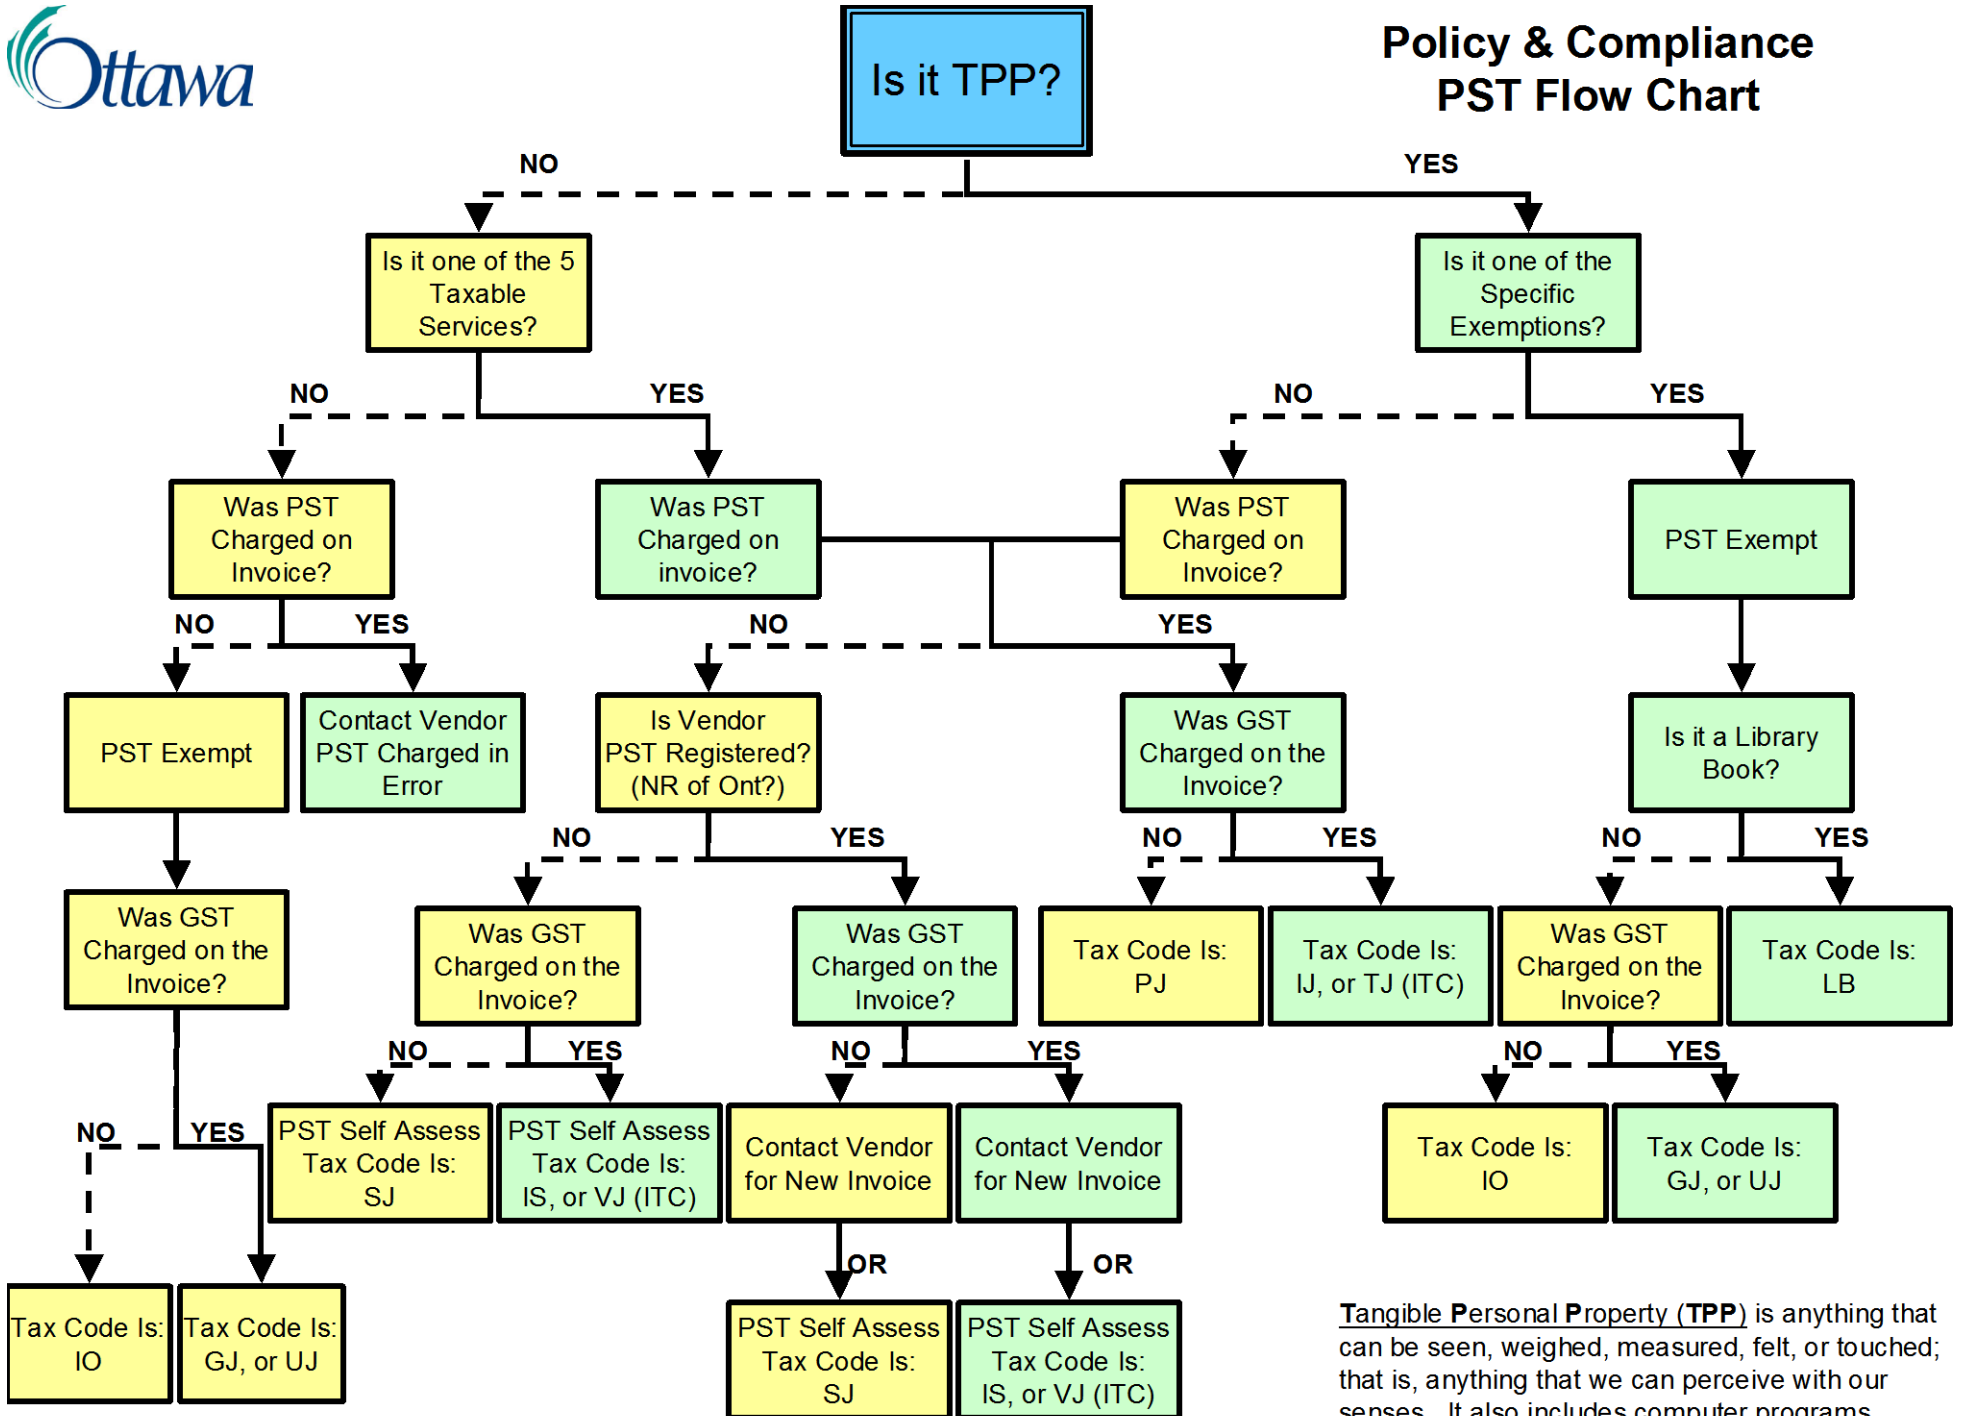 Ottawa
Policy & Compliance
PST Flow Chart
Is it TPP?
NO
YES
Is it one of the 5
Taxable
Services?
Is it one of the
Specific
Exemptions?
NO
YES
NO
YES
Was PST
Charged on
Invoice?
Was PST
Charged on
invoice?
Was PST
Charged on
Invoice?
PST Exempt
NO
YES
NO
YES
PST Exempt
Contact Vendor
PST Charged in
Error
Is Vendor
PST Registered?
(NR of Ont?)
Was GST
Charged on the
Invoice?
Is it a Library
Book?
NO
YES
NO
YES
NO
YES
Was GST
Charged on the
Invoice?
Was GST
Charged on the
Invoice?
Was GST
Charged on the
Invoice?
Tax Code Is:
PJ
Tax Code Is:
IJ, or TJ (ITC)
Was GST
Charged on the
Invoice?
Tax Code Is:
LB
NO
YES
NO
YES
NO
YES
NO
YES
PST Self Assess
Tax Code Is:
SJ
PST Self Assess
Tax Code Is:
IS, or VJ (ITC)
Contact Vendor
for New Invoice
Contact Vendor
for New Invoice
Tax Code Is:
IO
Tax Code Is:
GJ, or UJ
OR
OR
Tax Code Is:
IO
Tax Code Is:
GJ, or UJ
PST Self Assess
Tax Code Is:
SJ
PST Self Assess
Tax Code Is:
IS, or VJ (ITC)
Tangible Personal Property (TPP) is anything that
can be seen, weighed, measured, felt, or touched;
that is, anything that we can perceive with our
senses. It also includes computer programs